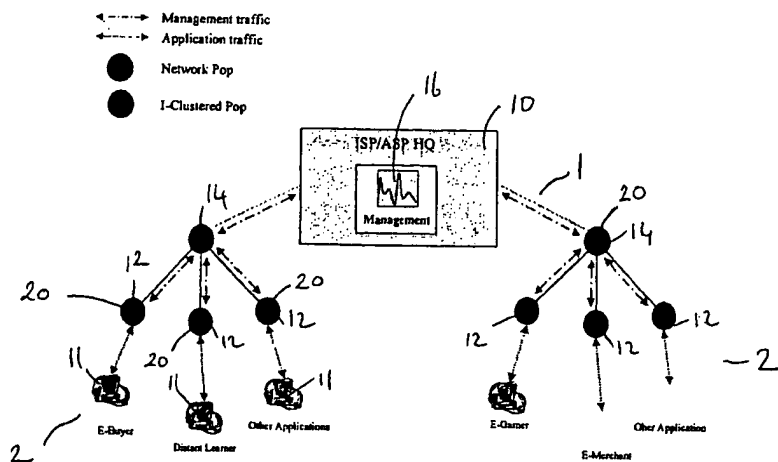 Management traffic
Application traffic
Network Pop
I-Clustered Pop
16
10
ISP/ASP HQ
Management
1
14
20
14
12
20
20
12
20
12
12
12
12
11
11
11
2
2
E-Buyer
Distant Learner
Other Applications
E-Gamer
E-Merchant
Oher Application